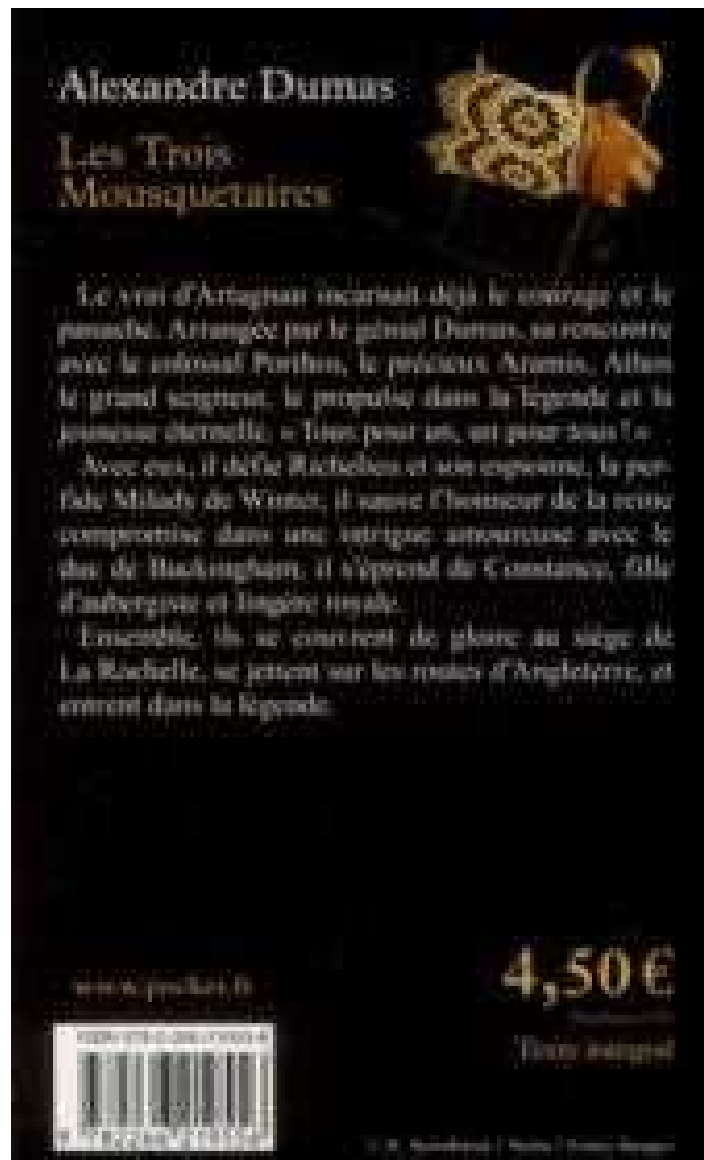 Alexandre Dumas
Les Trois
Mousquetaires
Le vrai d'Artagnan incarnait déjà le courage et le
panache. Arrangée par le génial Dumas, sa rencontre
avec le colossal Porthos, le précieux Aramis, Athos
le grand seigneur, le propulse dans la légende et la
jeunesse éternelle. « Tous pour un, un pour tous ! »
Avec eux, il défie Richelieu et son espionne, la per-
fide Milady de Winter, il sauve l'honneur de la reine
compromise dans une intrigue amoureuse avec le
duc de Buckingham, il s'éprend de Constance, fille
d'aubergiste et lingère royale.
Ensemble, ils se couvrent de gloire au siège de
La Rochelle, se jettent sur les routes d'Angleterre, et
entrent dans la légende.
www.pocket.fr
4,50 €
Texte intégral